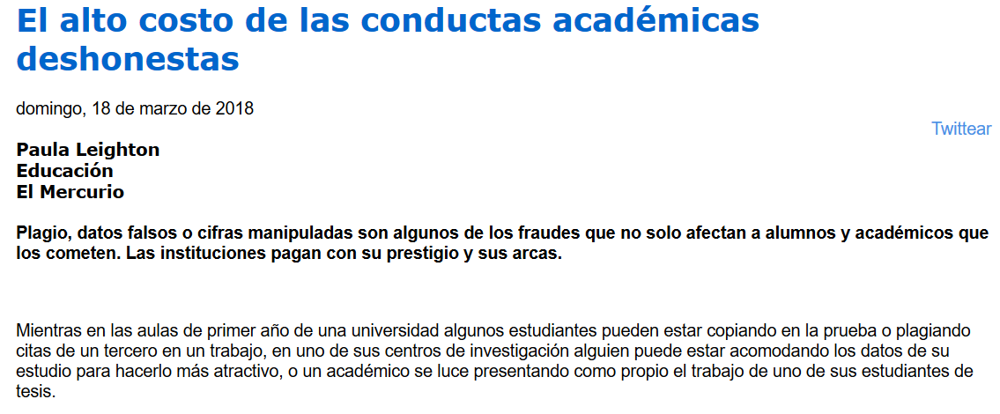 El alto costo de las conductas académicas
deshonestas
domingo, 18 de marzo de 2018
Twittear
Paula Leighton
Educación
El Mercurio
Plagio, datos falsos o cifras manipuladas son algunos de los fraudes que no solo afectan a alumnos y académicos que
los cometen. Las instituciones pagan con su prestigio y sus arcas.
Mientras en las aulas de primer año de una universidad algunos estudiantes pueden estar copiando en la prueba o plagiando
citas de un tercero en un trabajo, en uno de sus centros de investigación alguien puede estar acomodando los datos de su
estudio para hacerlo más atractivo, o un académico se luce presentando como propio el trabajo de uno de sus estudiantes de
tesis.